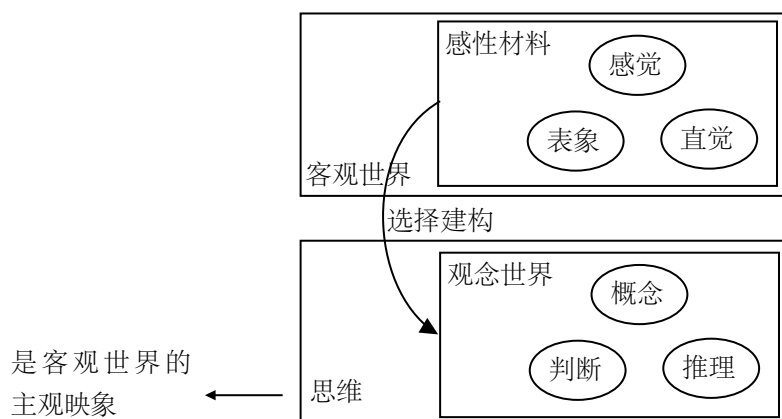 感性材料
感觉
表象
直觉
客观世界
选择建构
观念世界
概念
判断
推理
思维
是客观世界的
主观映象